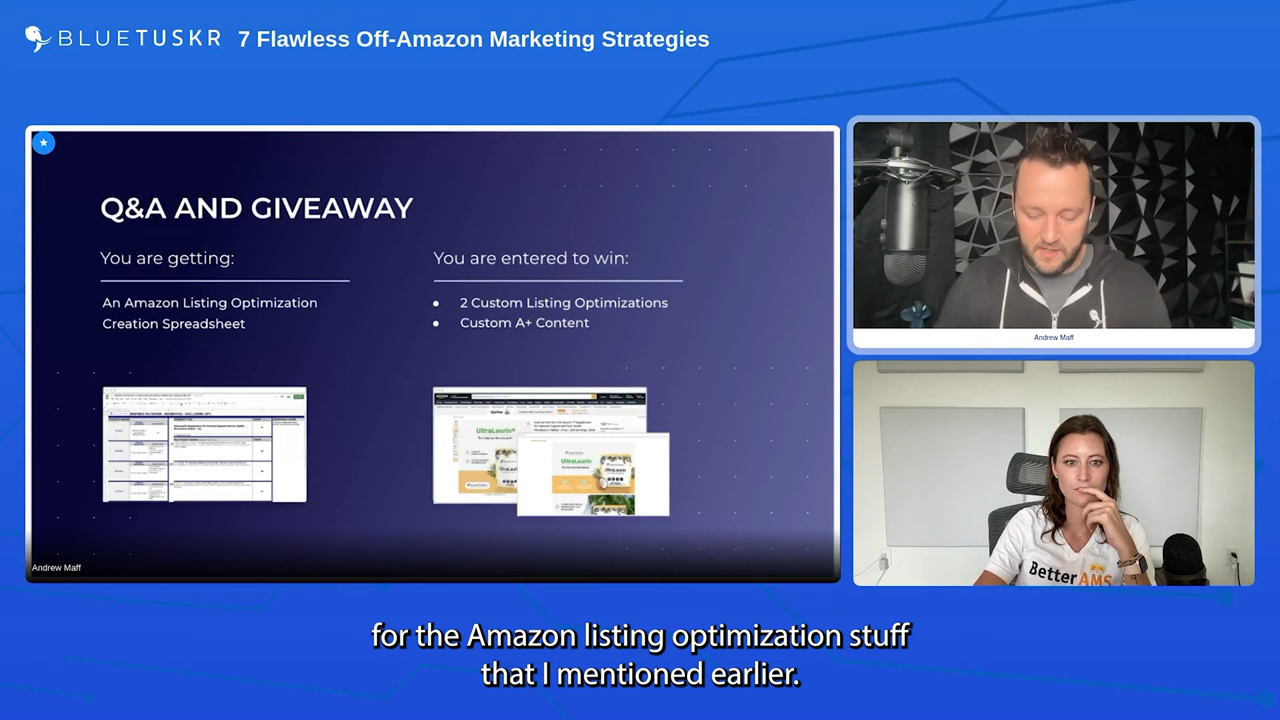 BLUETUSKR 7 Flawless Off-Amazon Marketing Strategies
Q&A AND GIVEAWAY
You are getting:
An Amazon Listing Optimization
Creation Spreadsheet
You are entered to win:
• 2 Custom Listing Optimizations
• Custom A+ Content
UltraLaurin
UltraLaurin
Andrew Maff
Andrew Maff
BetterAMS
for the Amazon listing optimization stuff
that I mentioned earlier.